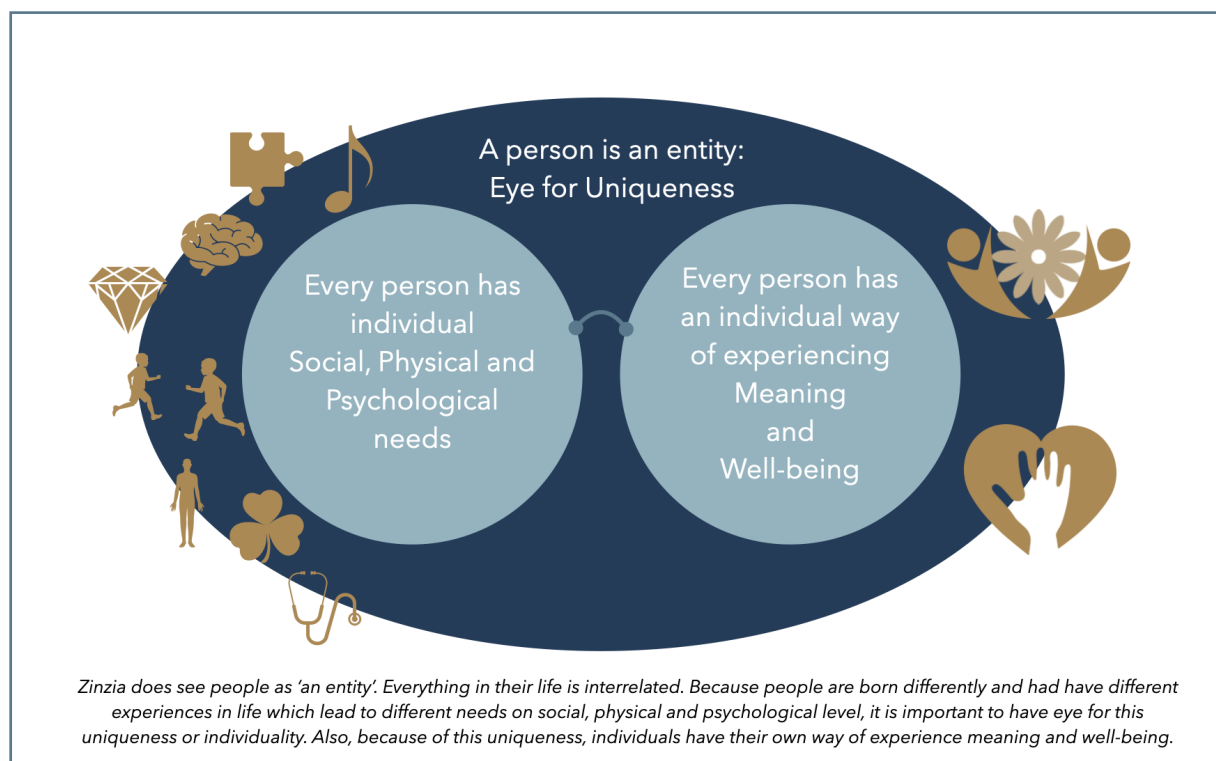 A person is an entity:
Eye for Uniqueness
Every person has
individual
Social, Physical and
Psychological
needs
Every person has
an individual way
of experiencing
Meaning
and
Well-being
Zinzia does see people as ‘an entity’. Everything in their life is interrelated. Because people are born differently and had have different
experiences in life which lead to different needs on social, physical and psychological level, it is important to have eye for this
uniqueness or individuality. Also, because of this uniqueness, individuals have their own way of experience meaning and well-being.